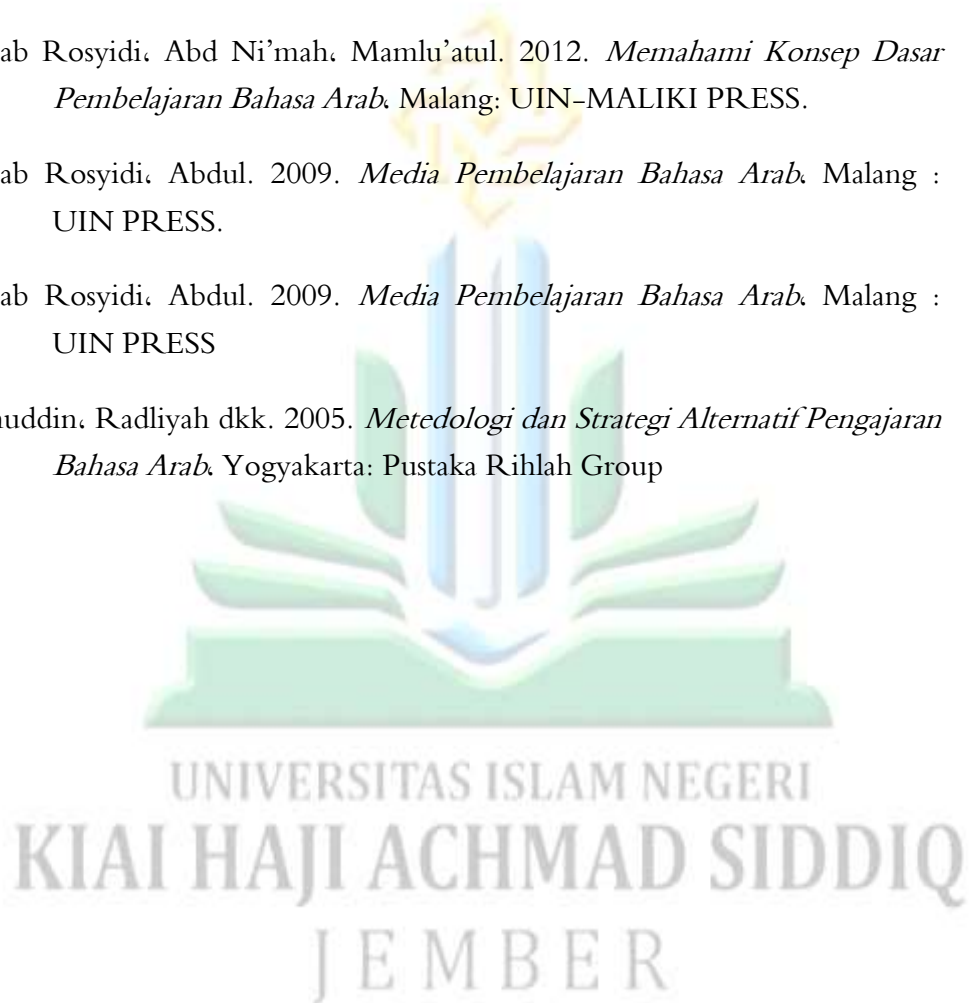 ab Rosyidi، Abd Ni’mah، Mamlu’atul. 2012. Memahami Konsep Dasar
Pembelajaran Bahasa Arab. Malang: UIN-MALIKI PRESS.
ab Rosyidi، Abdul. 2009. Media Pembelajaran Bahasa Arab. Malang :
UIN PRESS.
ab Rosyidi، Abdul. 2009. Media Pembelajaran Bahasa Arab. Malang :
UIN PRESS
uddin، Radliyah dkk. 2005. Metedologi dan Strategi Alternatif Pengajaran
Bahasa Arab. Yogyakarta: Pustaka Rihlah Group
UNIVERSITAS ISLAM NEGERI
KIAI HAJI ACHMAD SIDDIQ
JEMBER